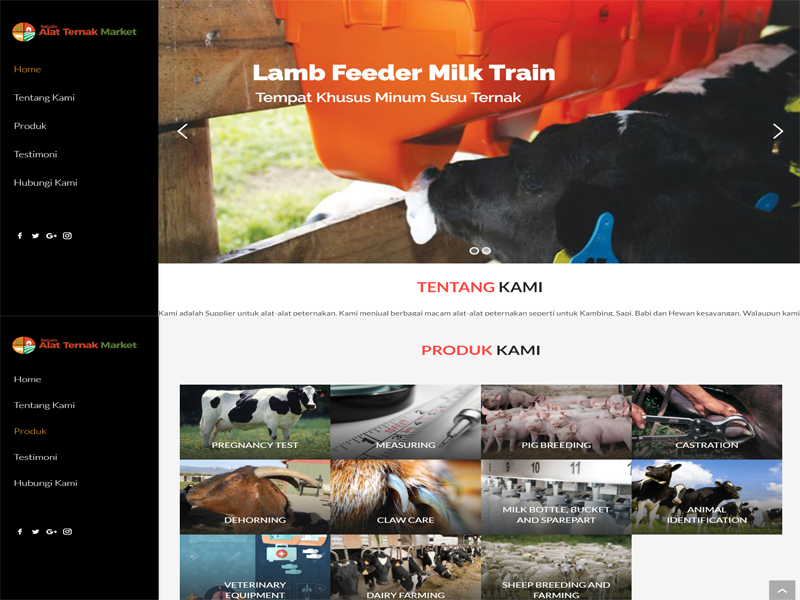 Alat Ternak Market
Home
Tentang Kami
Produk
Testimoni
Hubungi Kami
Lamb Feeder Milk Train
Tempat Khusus Minum Susu Ternak
TENTANG KAMI
Kami adalah Supplier untuk alat-alat peternakan. Kami menjual berbagai macam alat-alat peternakan seperti untuk Kambing, Sapi, Babi dan Hewan kesayangan. Walaupun kami
Alat Ternak Market
Home
Tentang Kami
Produk
Testimoni
Hubungi Kami
PRODUK KAMI
PREGNANCY TEST
MEASURING
PIG BREEDING
CASTRATION
DEHORNING
CLAW CARE
MILK BOTTLE, BUCKET
AND SPAREPART
ANIMAL
IDENTIFICATION
VETERINARY
EQUIPMENT
DAIRY FARMING
SHEEP BREEDING AND
FARMING